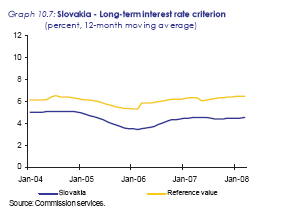 Graph 10.7: Slovakia - Long-term interest rate criterion
(percent, 12-month moving average)
12
10
8
6
4
2
0
Jan-04 Jan-05 Jan-06 Jan-07 Jan-08
Slovakia Reference value
Source: Commission services.